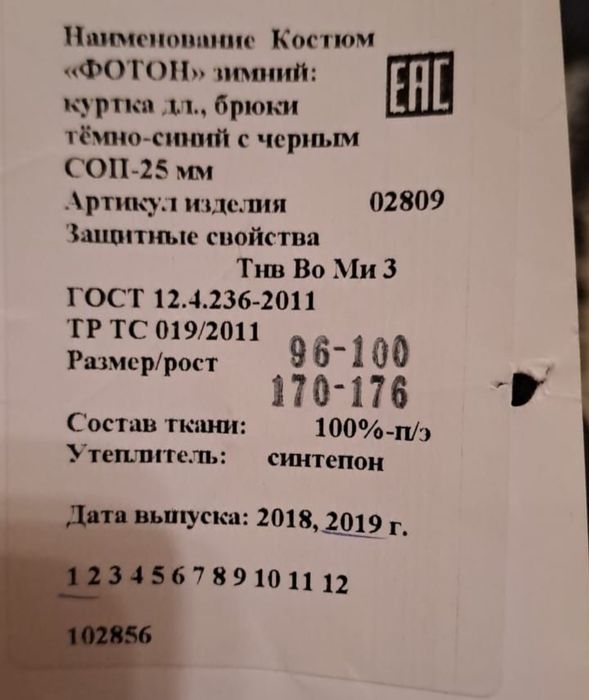 Наименование Костюм
«ФОТОН» зимний:
куртка дл., брюки
тёмно-синий с черным
СОП-25 мм
Артикул изделия 02809
Защитные свойства
Тнв Во Ми З
ГОСТ 12.4.236-2011
ТР ТС 019/2011
Размер/рост 96-100
170-176
Состав ткани: 100%-п/э
Утеплитель: синтепон
Дата выпуска: 2018, 2019 г.
1 2 3 4 5 6 7 8 9 10 11 12
102856
EAC